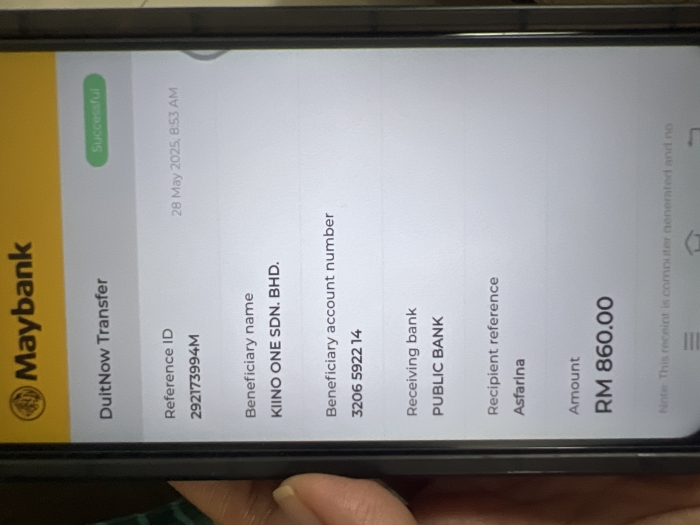 Maybank
DuitNow Transfer
Successful
Reference ID
28 May 2025, 8:53 AM
292173994M
Beneficiary name
KIINO ONE SDN. BHD.
Beneficiary account number
3206 5922 14
Receiving bank
PUBLIC BANK
Recipient reference
Asfarina
Amount
RM 860.00
Note: This receipt is computer generated and no